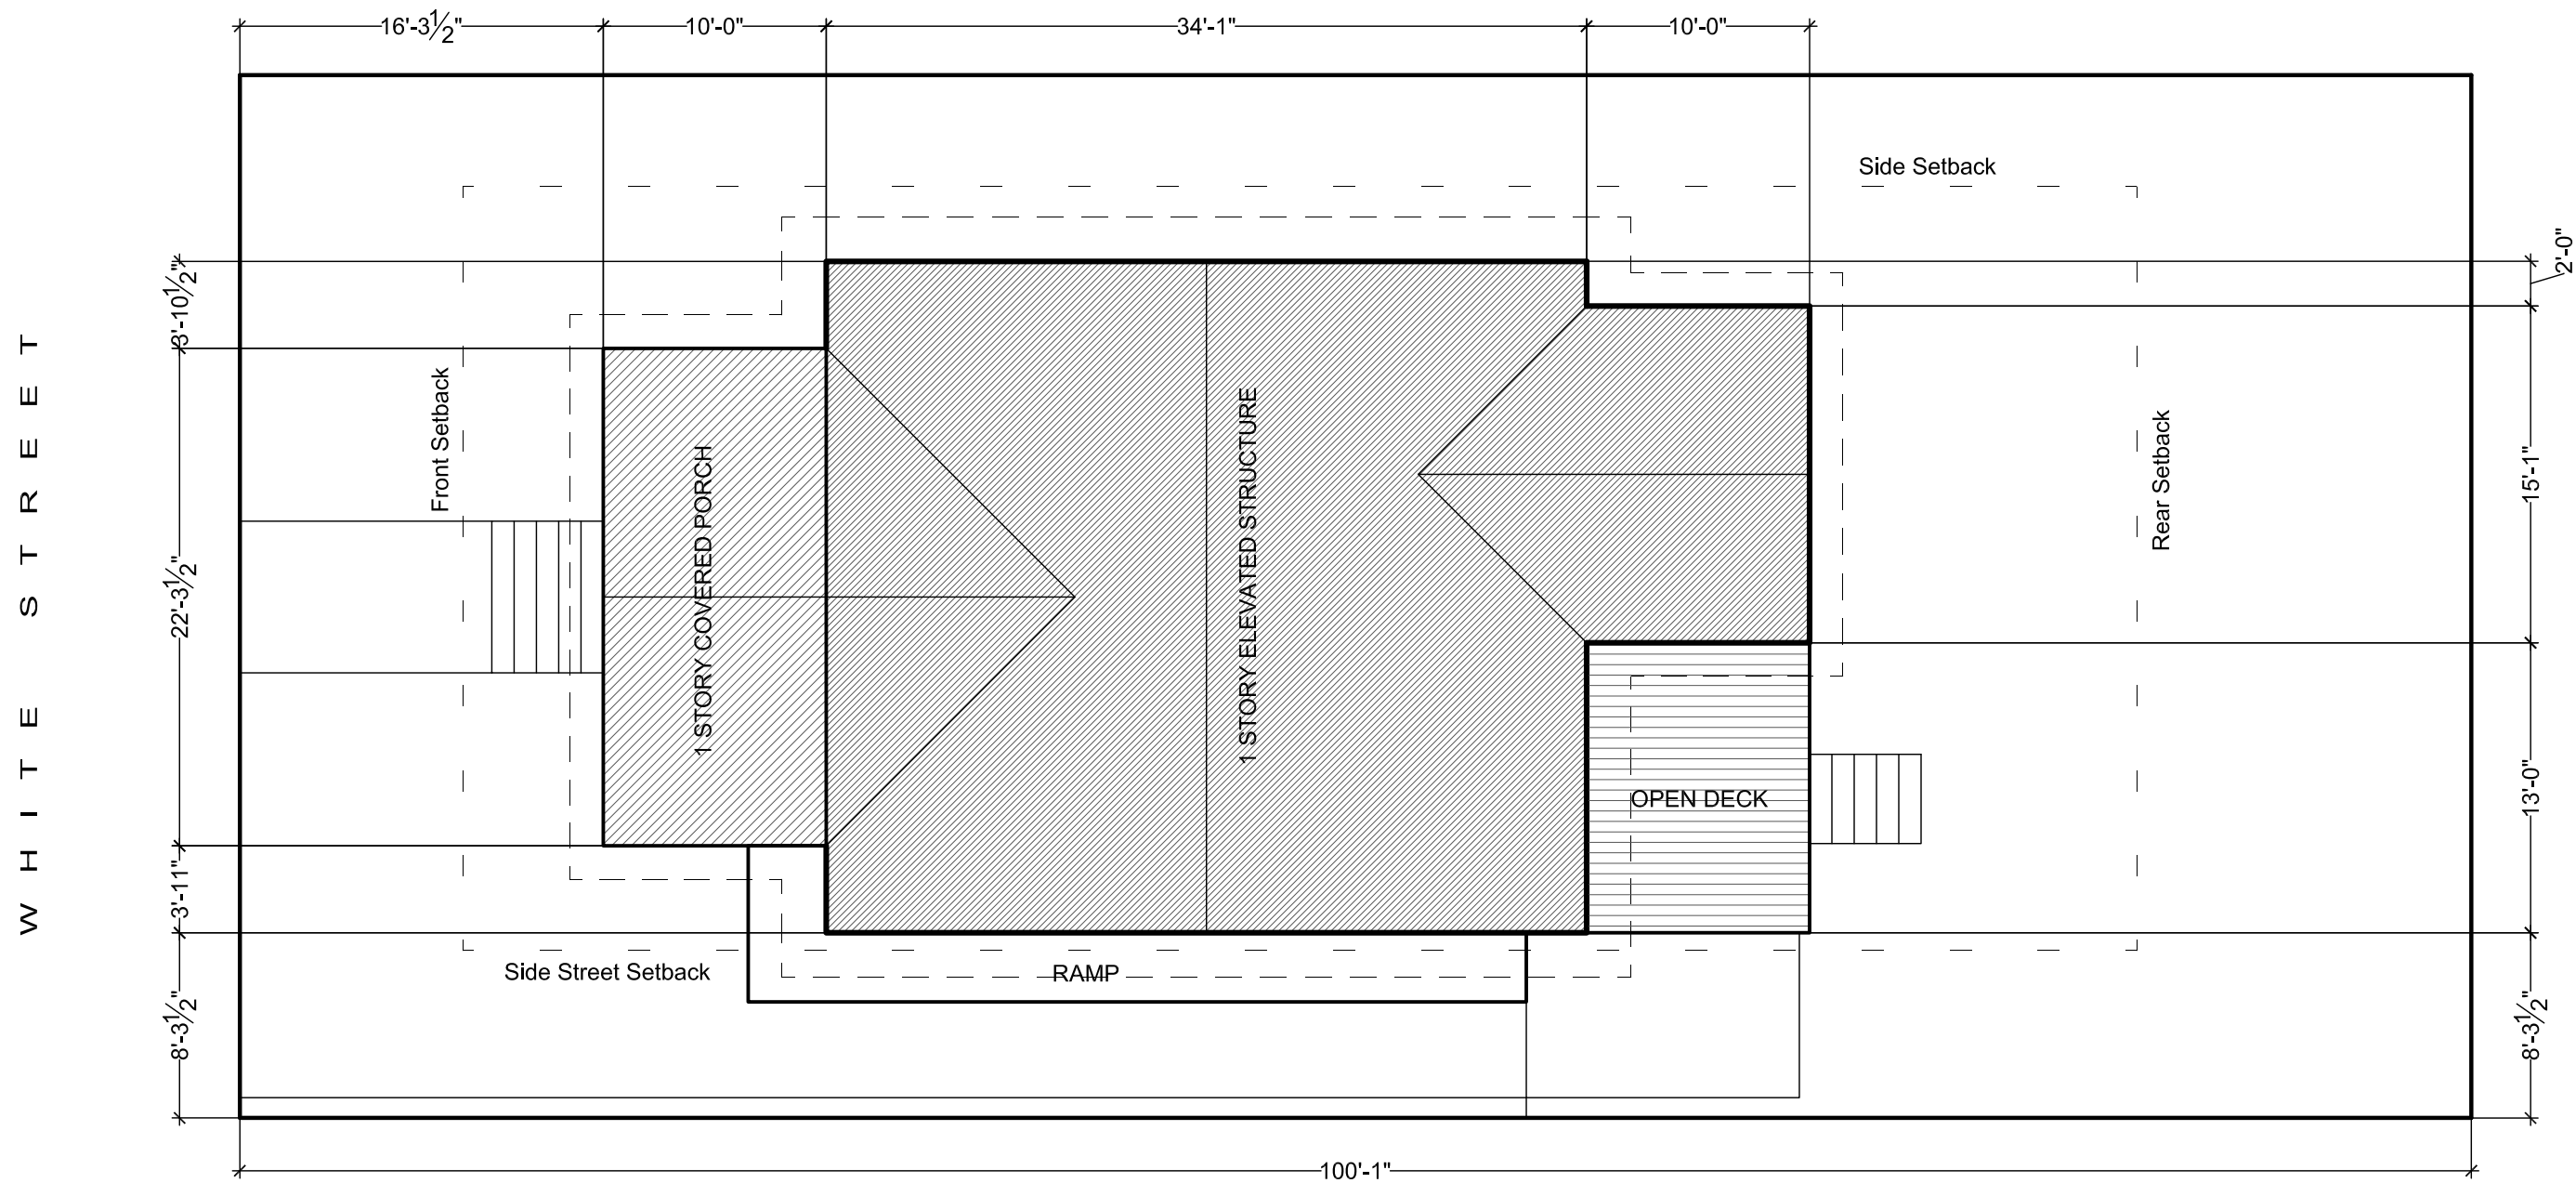 16'-3½"
10'-0"
34'-1"
10'-0"
Side Setback
2'-0"
3'-10½"
WHITE STREET
Front Setback
22'-3½"
1 STORY COVERED PORCH
1 STORY ELEVATED STRUCTURE
Rear Setback
15'-1"
OPEN DECK
13'-0"
3'-11"
Side Street Setback
RAMP
8'-3½"
8'-3½"
100'-1"